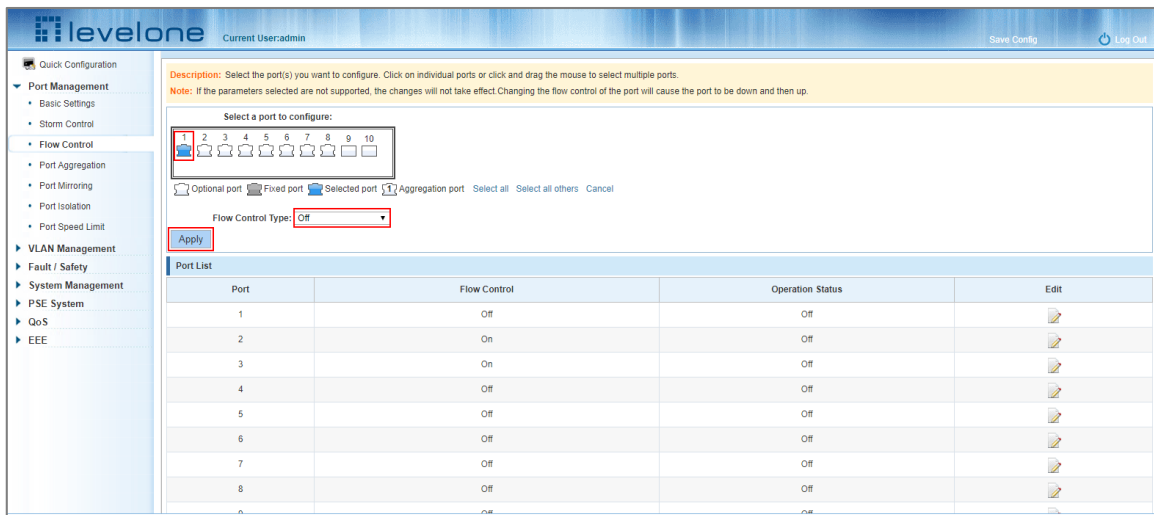 levelone
Current User:admin
Save Config
Log Out
Quick Configuration
Port Management
Basic Settings
Storm Control
Flow Control
Port Aggregation
Port Mirroring
Port Isolation
Port Speed Limit
VLAN Management
Fault / Safety
System Management
PSE System
QoS
EEE
Description: Select the port(s) you want to configure. Click on individual ports or click and drag the mouse to select multiple ports.
Note: If the parameters selected are not supported, the changes will not take effect.Changing the flow control of the port will cause the port to be down and then up.
Select a port to configure:
1 2 3 4 5 6 7 8 9 10
Optional port Fixed port Selected port 1 Aggregation port Select all Select all others Cancel
Flow Control Type: Off
Apply
Port List
Port Flow Control Operation Status Edit
1 Off Off
2 On Off
3 On Off
4 Off Off
5 Off Off
6 Off Off
7 Off Off
8 Off Off
9 Off Off